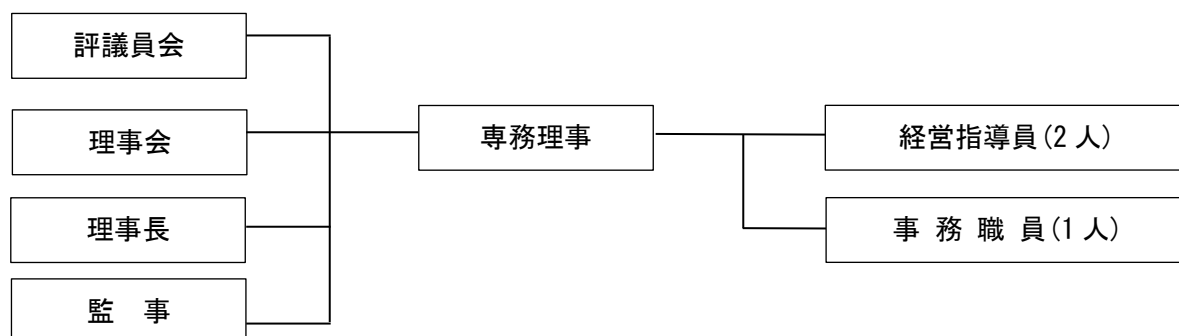 評議員会
理事会
専務理事
経営指導員(2 人)
理事長
事 務 職 員(1 人)
監　事